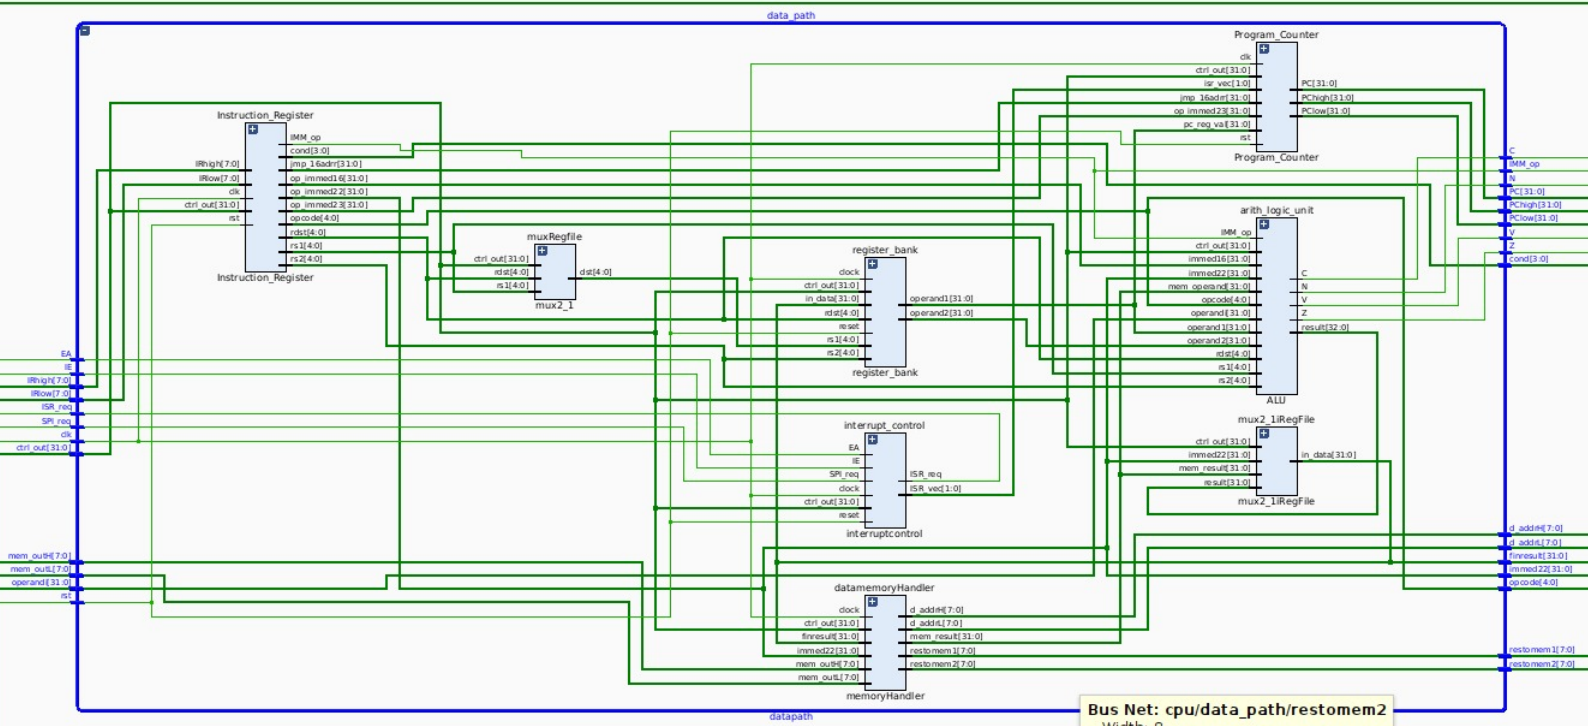 data_path
Program_Counter
clk
ctrl_out[31:0]
isr_vec[1:0]
jmp_16adrr[31:0]
op_immed23[31:0]
pc_reg_val[31:0]
rst
PC[31:0]
PChigh[31:0]
PClow[31:0]
Program_Counter
Instruction_Register
IRhigh[7:0]
IRlow[7:0]
clk
ctrl_out[31:0]
rst
IMM_op
cond[3:0]
jmp_16adrr[31:0]
op_immed16[31:0]
op_immed22[31:0]
op_immed23[31:0]
opcode[4:0]
rdst[4:0]
rs1[4:0]
rs2[4:0]
Instruction_Register
muxRegfile
ctrl_out[31:0]
rdst[4:0]
rs1[4:0]
dst[4:0]
mux2_1
register_bank
clock
ctrl_out[31:0]
in_data[31:0]
rdst[4:0]
reset
rs1[4:0]
rs2[4:0]
operand1[31:0]
operand2[31:0]
register_bank
arith_logic_unit
IMM_op
ctrl_out[31:0]
immed16[31:0]
immed22[31:0]
mem_operand[31:0]
opcode[4:0]
operandi[31:0]
operand1[31:0]
operand2[31:0]
rdst[4:0]
rs1[4:0]
rs2[4:0]
C
N
V
Z
result[32:0]
ALU
C
IMM_op
N
PC[31:0]
PChigh[31:0]
PClow[31:0]
V
Z
cond[3:0]
EA
IE
IRhigh[7:0]
IRlow[7:0]
ISR_req
SPI_req
clk
ctrl_out[31:0]
interrupt_control
EA
IE
SPI_req
clock
ctrl_out[31:0]
reset
ISR_req
ISR_vec[1:0]
interruptcontrol
mux2_1iRegFile
ctrl_out[31:0]
immed22[31:0]
mem_result[31:0]
result[31:0]
in_data[31:0]
mux2_1iRegFile
mem_outH[7:0]
mem_outL[7:0]
operandi[31:0]
rst
datamemoryHandler
clock
ctrl_out[31:0]
finresult[31:0]
immed22[31:0]
mem_outH[7:0]
mem_outL[7:0]
d_addrH[7:0]
d_addrL[7:0]
mem_result[31:0]
restomem1[7:0]
restomem2[7:0]
memoryHandler
d_addrH[7:0]
d_addrL[7:0]
finresult[31:0]
immed22[31:0]
opcode[4:0]
restomem1[7:0]
restomem2[7:0]
datapath
Bus Net: cpu/data_path/restomem2